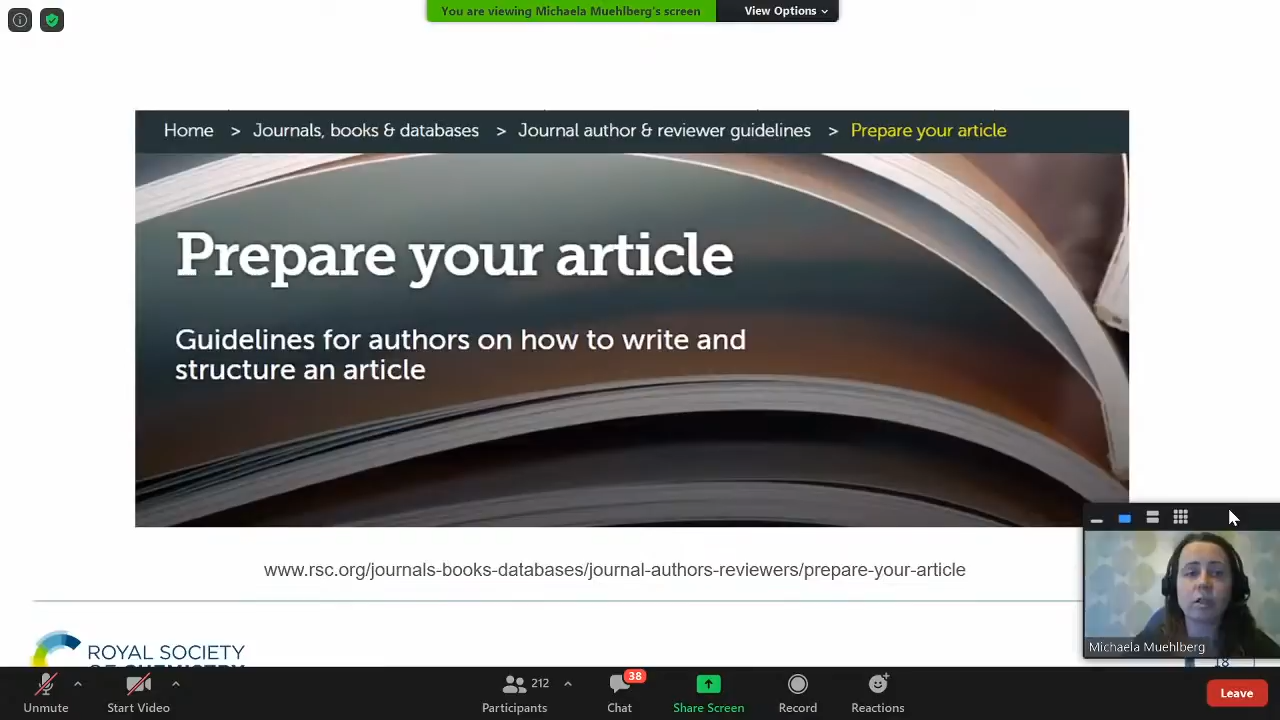 You are viewing Michaela Muehlberg's screen
View Options
Home > Journals, books & databases > Journal author & reviewer guidelines > Prepare your article
Prepare your article
Guidelines for authors on how to write and
structure an article
www.rsc.org/journals-books-databases/journal-authors-reviewers/prepare-your-article
Michaela Muehlberg
ROYAL SOCIETY
OF CHEMISTRY
18
Unmute
Start Video
212
Participants
38
Chat
Share Screen
Record
Reactions
Leave